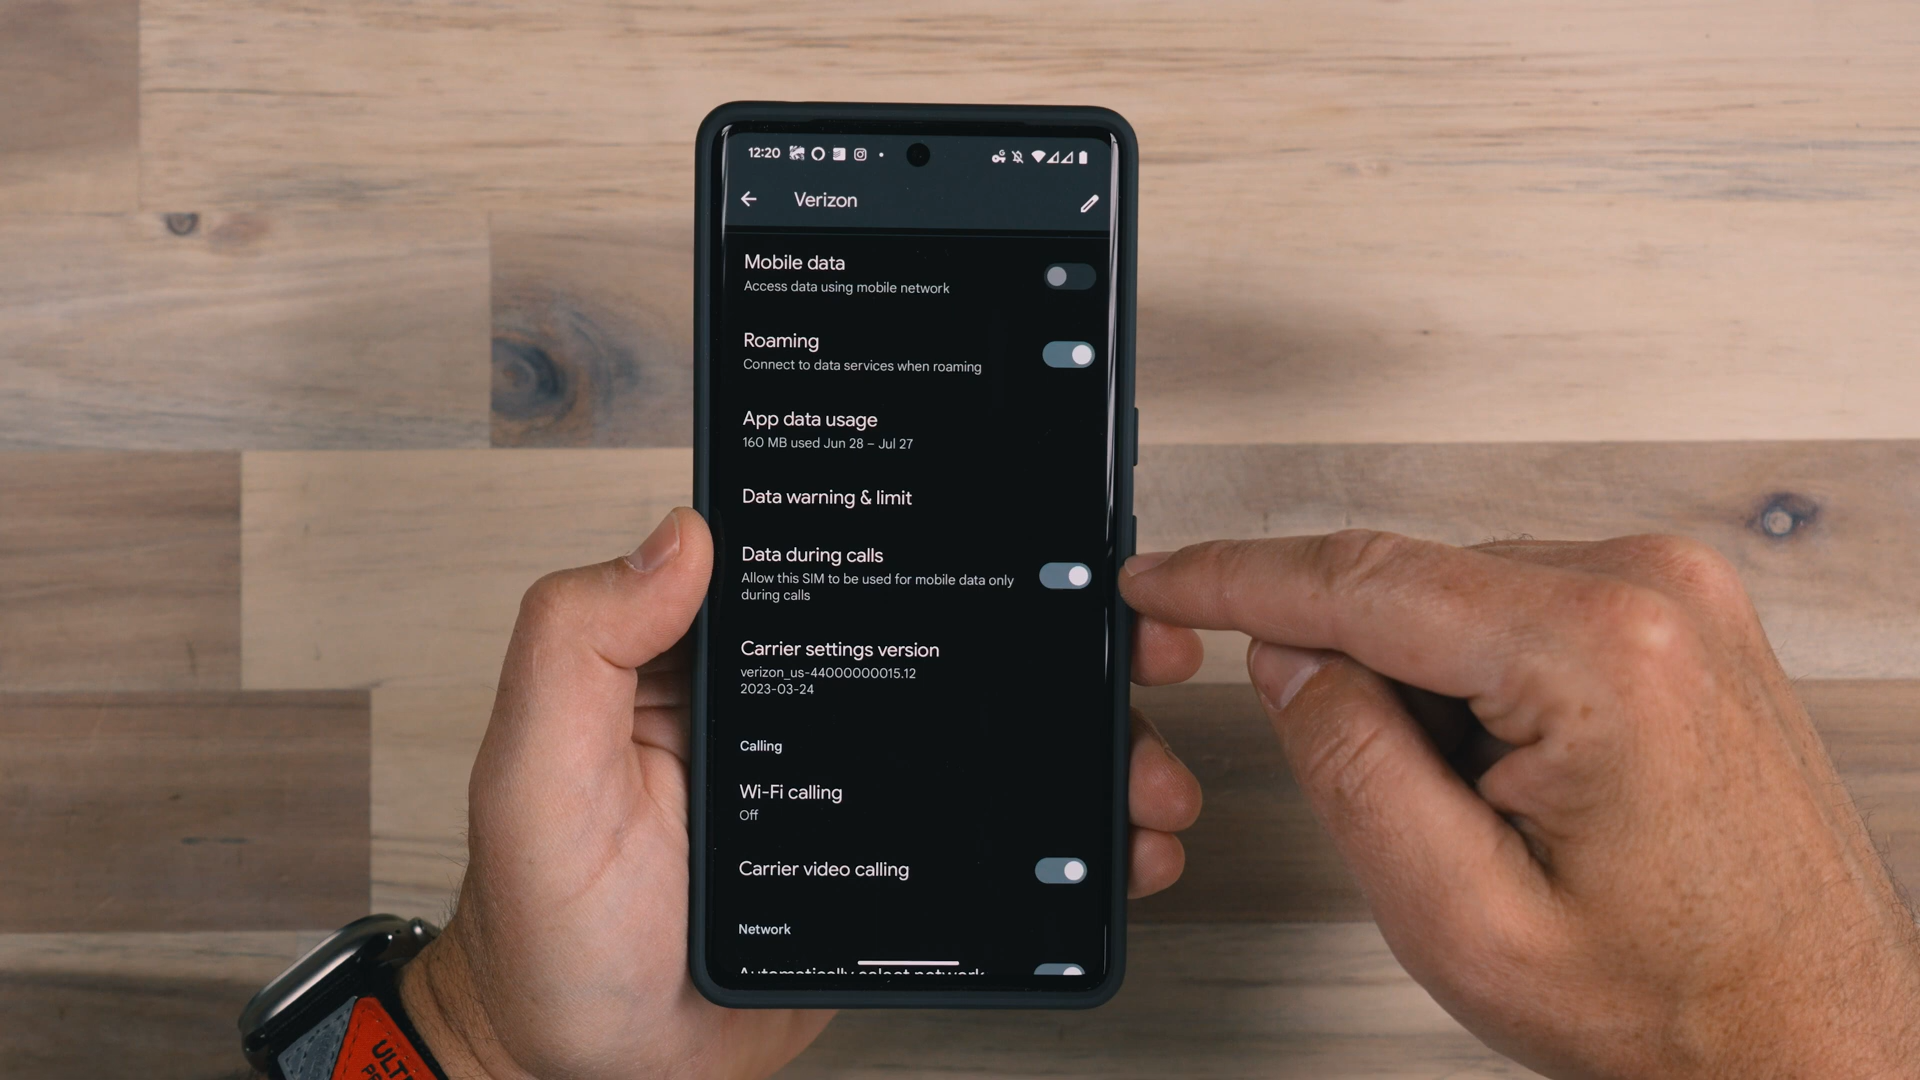 12:20
Verizon
Mobile data
Access data using mobile network
Roaming
Connect to data services when roaming
App data usage
160 MB used Jun 28 – Jul 27
Data warning & limit
Data during calls
Allow this SIM to be used for mobile data only
during calls
Carrier settings version
verizon_us-44000000015.12
2023-03-24
Calling
Wi-Fi calling
Off
Carrier video calling
Network
Automatically select network